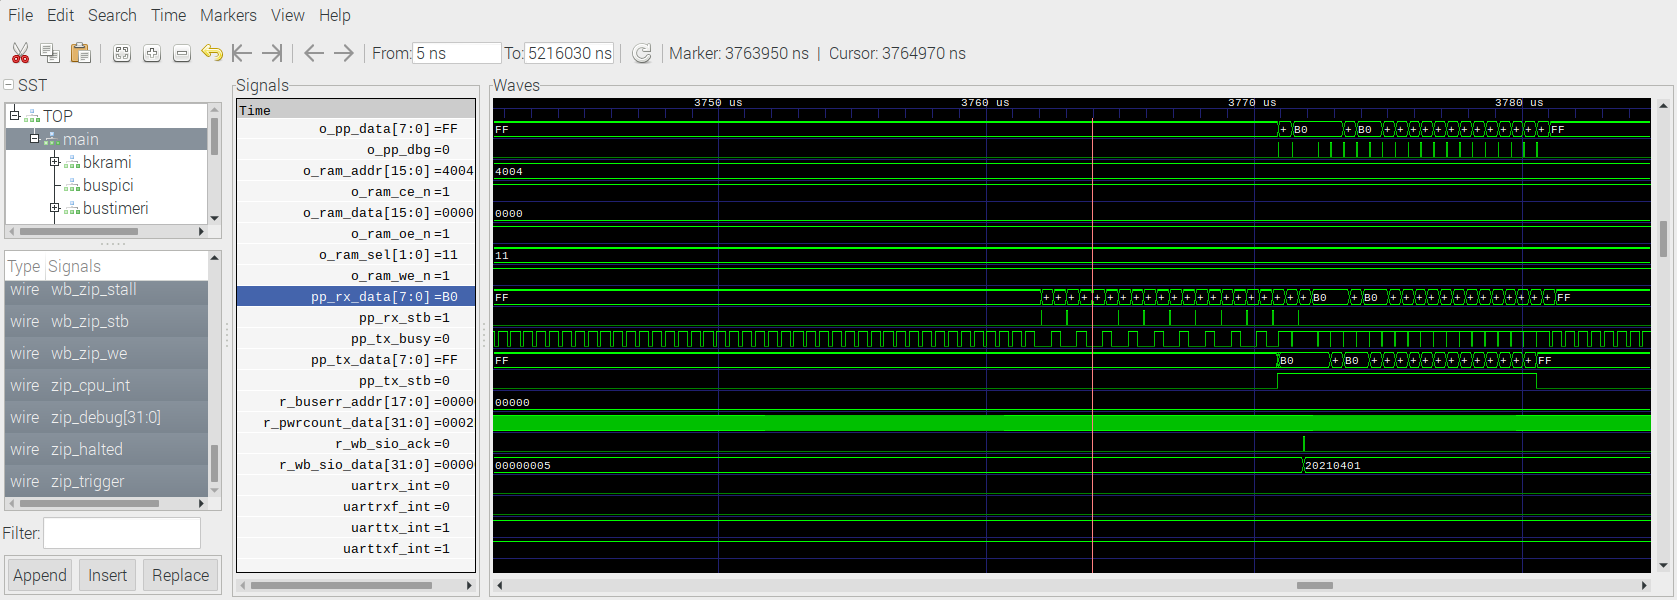 File Edit Search Time Markers View Help
From: 5 ns To: 5216030 ns Marker: 3763950 ns | Cursor: 3764970 ns
SST
TOP
main
bkrami
buspici
bustimeri
Type Signals
wire wb_zip_stall
wire wb_zip_stb
wire wb_zip_we
wire zip_cpu_int
wire zip_debug[31:0]
wire zip_halted
wire zip_trigger
Filter:
Append Insert Replace
Signals
Time
o_pp_data[7:0]=FF
o_pp_dbg=0
o_ram_addr[15:0]=4004
o_ram_ce_n=1
o_ram_data[15:0]=0000
o_ram_oe_n=1
o_ram_sel[1:0]=11
o_ram_we_n=1
pp_rx_data[7:0]=B0
pp_rx_stb=1
pp_tx_busy=0
pp_tx_data[7:0]=FF
pp_tx_stb=0
r_buserr_addr[17:0]=0000
r_pwrcount_data[31:0]=0002
r_wb_sio_ack=0
r_wb_sio_data[31:0]=0000
uartrx_int=0
uartrxf_int=0
uarttx_int=1
uarttxf_int=1
Waves
3750 us 3760 us 3770 us 3780 us
FF + B0 + B0 + + + + + + + + + + + + + FF
4004
0000
11
FF + + + + + + + + + + + + + + + + + + + + + B0 + B0 + + + + + + + + + + + + + FF
FF B0 + B0 + + + + + + + + + + + + + FF
00000
00000005 20210401